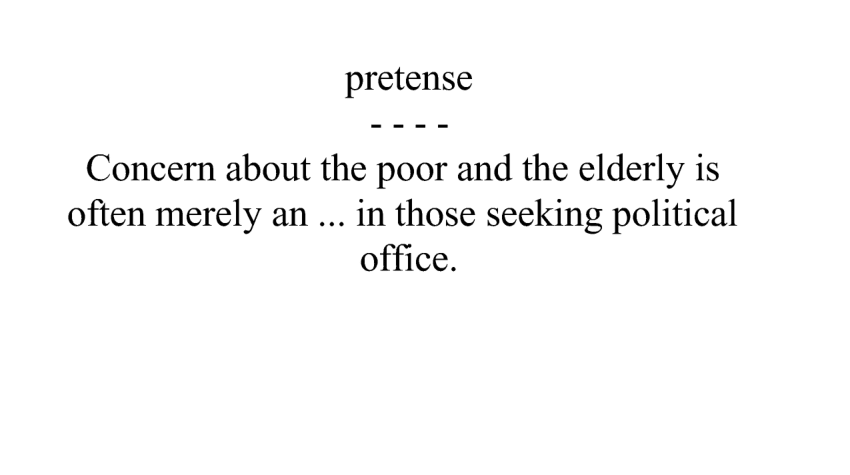 pretense
- - - -
Concern about the poor and the elderly is
often merely an ... in those seeking political
office.